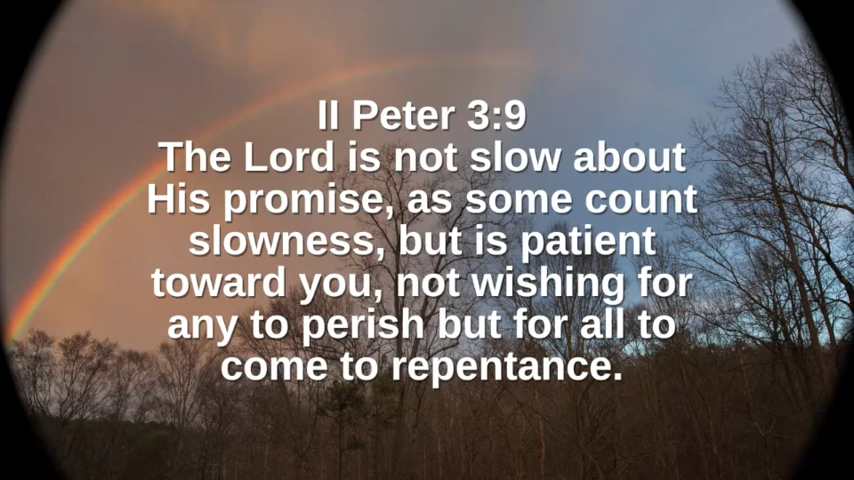 II Peter 3:9
The Lord is not slow about
His promise, as some count
slowness, but is patient
toward you, not wishing for
any to perish but for all to
come to repentance.